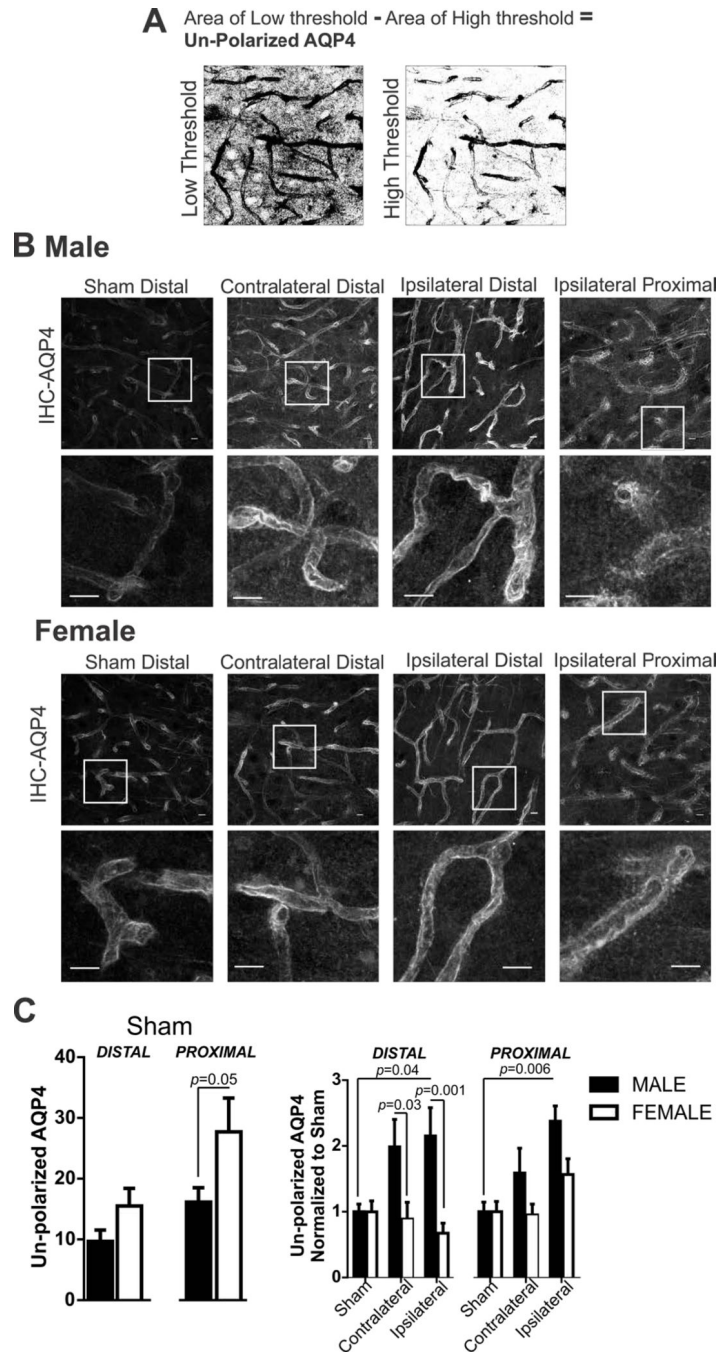 A Area of Low threshold - Area of High threshold =
Un-Polarized AQP4
Low Threshold
High Threshold
B Male
Sham Distal Contralateral Distal Ipsilateral Distal Ipsilateral Proximal
IHC-AQP4
Female
Sham Distal Contralateral Distal Ipsilateral Distal Ipsilateral Proximal
IHC-AQP4
C
Sham
DISTAL PROXIMAL
p=0.05
Un-polarized AQP4
40
30
20
10
0
DISTAL PROXIMAL
p=0.04 p=0.006
p=0.03 p=0.001
Un-polarized AQP4
Normalized to Sham
3
2
1
0
Sham
Contralateral
Ipsilateral
Sham
Contralateral
Ipsilateral
MALE
FEMALE